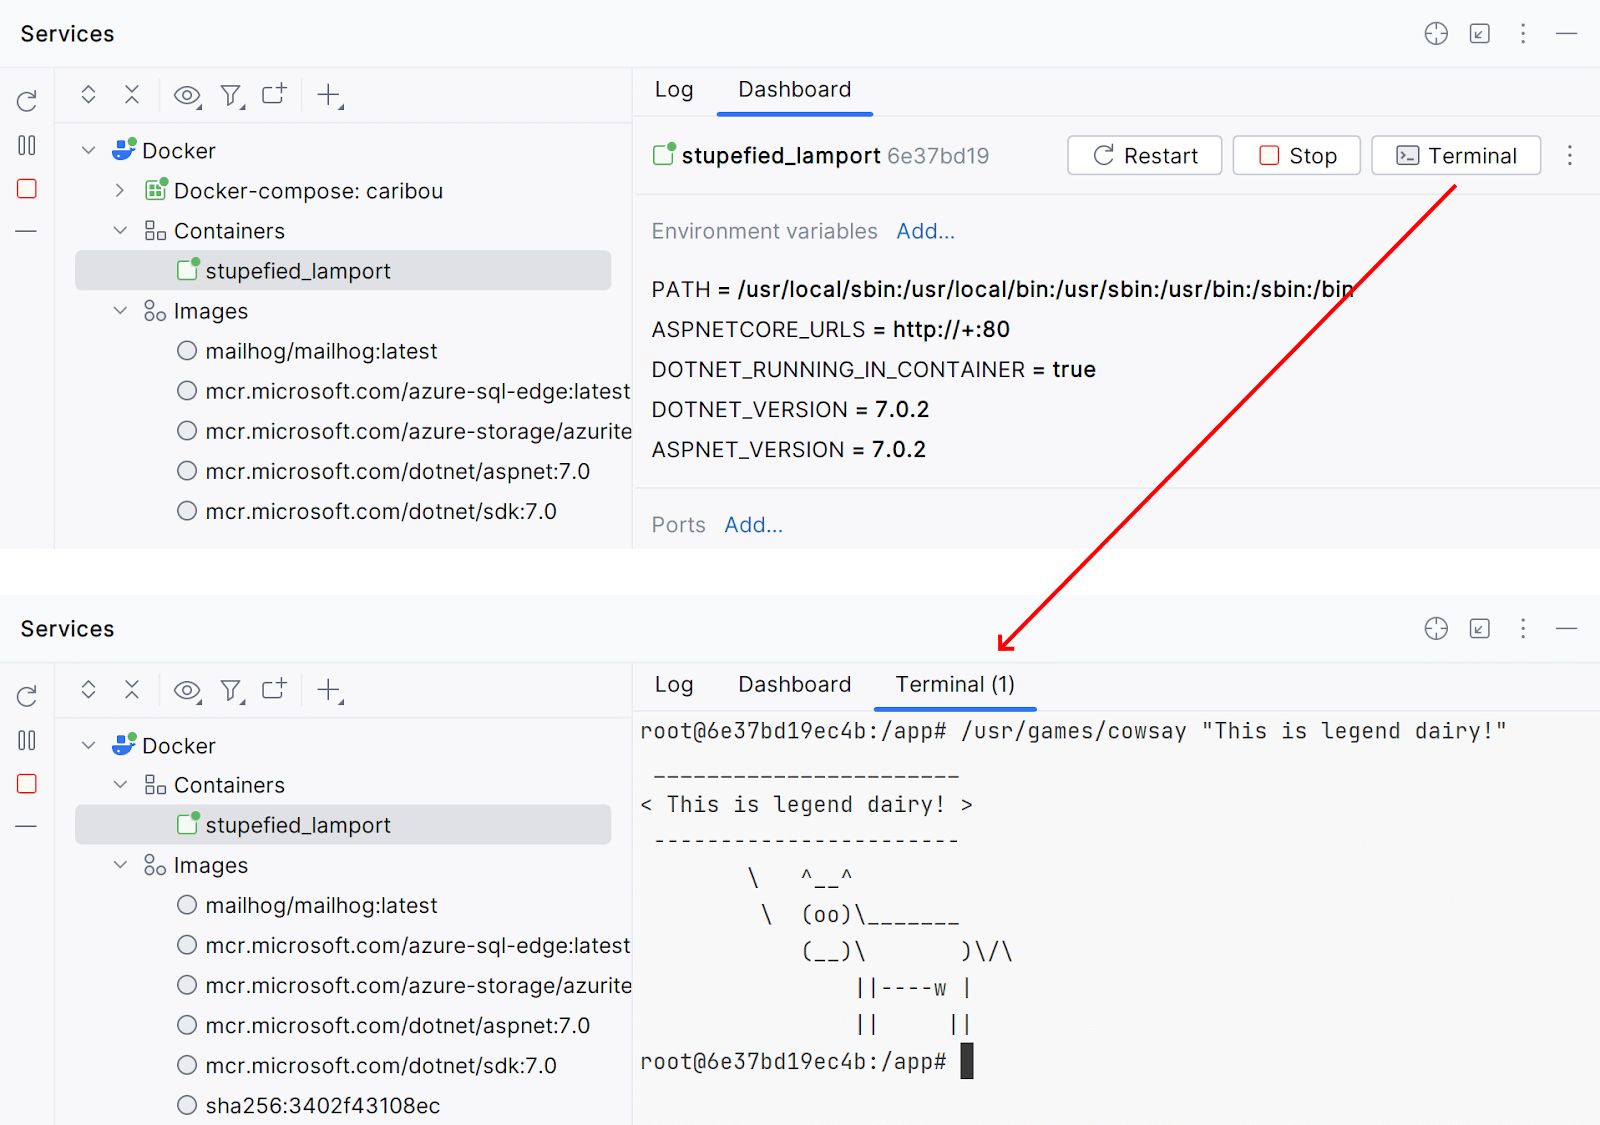 Services
Log Dashboard
Docker
Docker-compose: caribou
Containers
stupefied_lamport
Images
mailhog/mailhog:latest
mcr.microsoft.com/azure-sql-edge:latest
mcr.microsoft.com/azure-storage/azurite
mcr.microsoft.com/dotnet/aspnet:7.0
mcr.microsoft.com/dotnet/sdk:7.0
stupefied_lamport 6e37bd19 Restart Stop Terminal
Environment variables Add...
PATH = /usr/local/sbin:/usr/local/bin:/usr/sbin:/usr/bin:/sbin:/bin
ASPNETCORE_URLS = http://+:80
DOTNET_RUNNING_IN_CONTAINER = true
DOTNET_VERSION = 7.0.2
ASPNET_VERSION = 7.0.2
Ports Add...
Services
Log Dashboard Terminal (1)
Docker
Containers
stupefied_lamport
Images
mailhog/mailhog:latest
mcr.microsoft.com/azure-sql-edge:latest
mcr.microsoft.com/azure-storage/azurite
mcr.microsoft.com/dotnet/aspnet:7.0
mcr.microsoft.com/dotnet/sdk:7.0
sha256:3402f43108ec
root@6e37bd19ec4b:/app# /usr/games/cowsay "This is legend dairy!"
 _______________________
< This is legend dairy! >
 -----------------------
        \   ^__^
         \  (oo)\_______
            (__)\       )\/\
                ||----w |
                ||     ||
root@6e37bd19ec4b:/app#